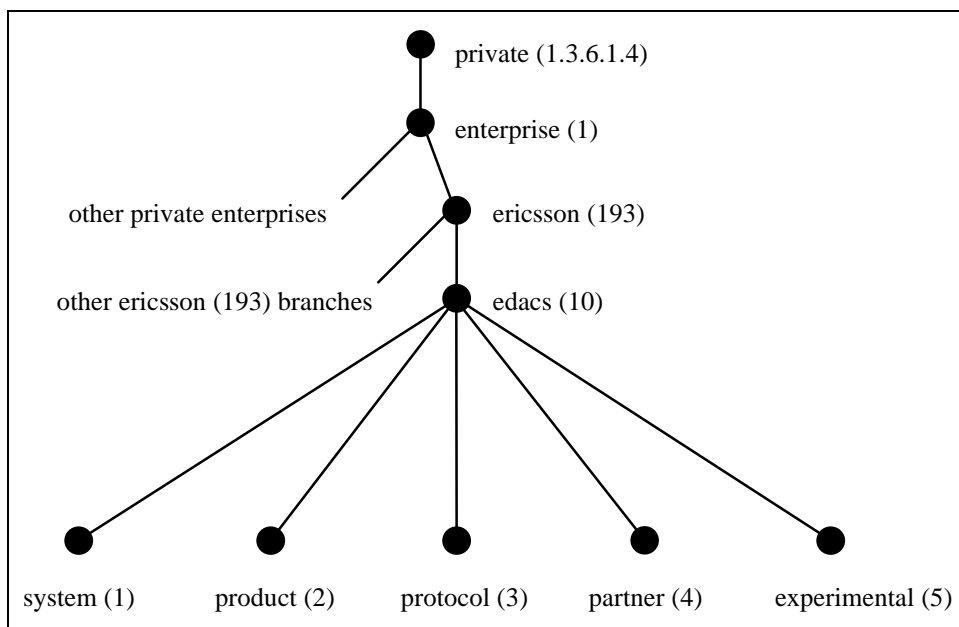 private (1.3.6.1.4)
enterprise (1)
other private enterprises
ericsson (193)
other ericsson (193) branches
edacs (10)
system (1)
product (2)
protocol (3)
partner (4)
experimental (5)